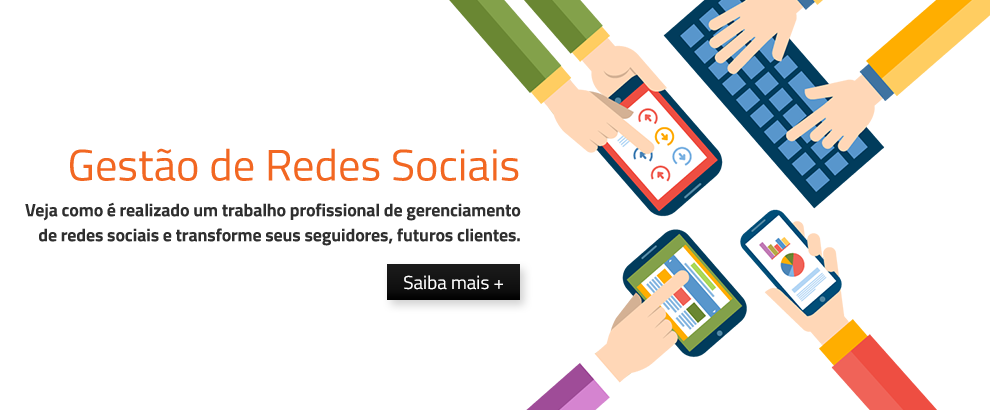 Gestão de Redes Sociais
Veja como é realizado um trabalho profissional de gerenciamento
de redes sociais e transforme seus seguidores, futuros clientes.
Saiba mais +